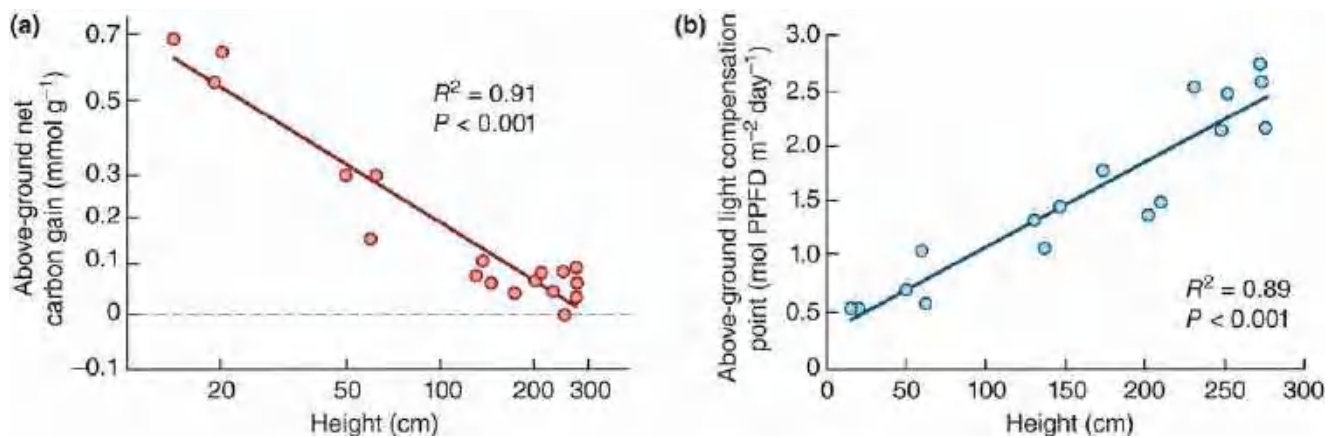 (a)
Above-ground net
carbon gain (mmol g⁻¹)
0.7
0.5
0.3
0.2
0.1
0
–0.1
R² = 0.91
P < 0.001
20
50
100
200
300
Height (cm)
(b)
Above-ground light compensation
point (mol PPFD m⁻² day⁻¹)
3.0
2.5
2.0
1.5
1.0
0.5
0
R² = 0.89
P < 0.001
0
50
100
150
200
250
300
Height (cm)